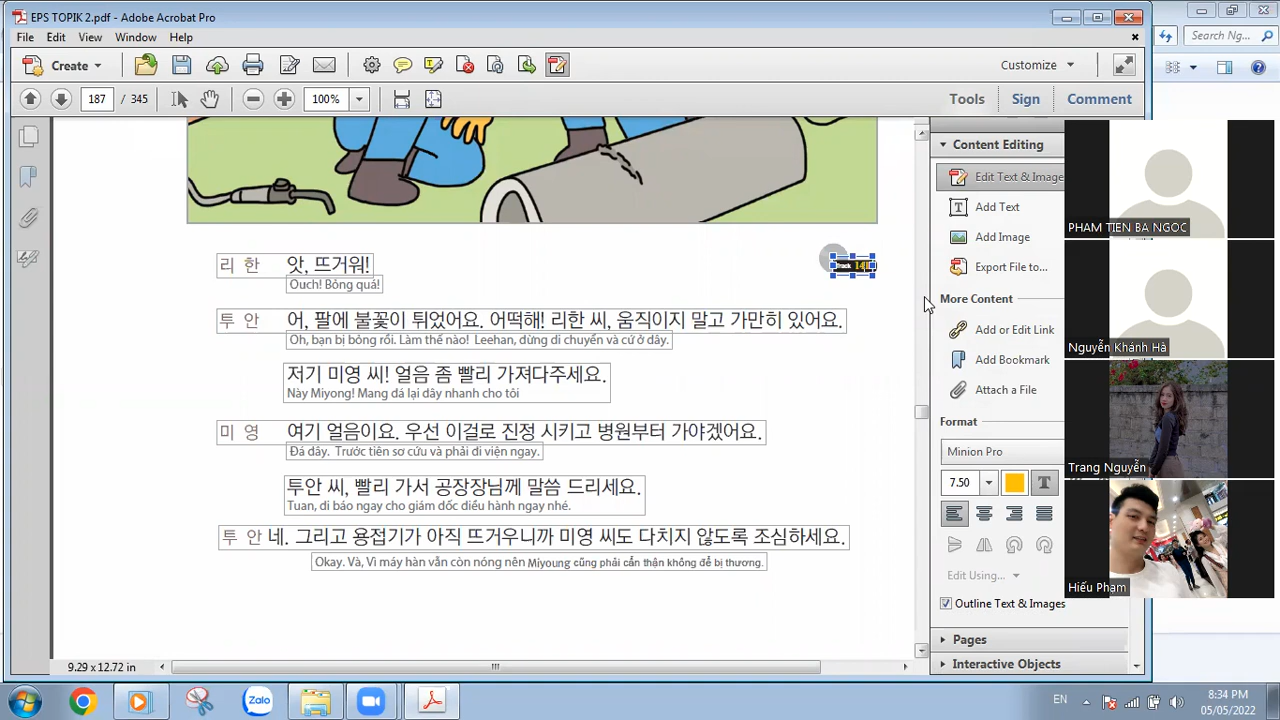 EPS TOPIK 2.pdf - Adobe Acrobat Pro
File Edit View Window Help
Create
Customize
187 / 345
100%
Tools Sign Comment
Search Ng...
Content Editing
Edit Text & Image
Add Text
Add Image
Export File to...
More Content
Add or Edit Link
Add Bookmark
Attach a File
Format
Minion Pro
7.50
Edit Using...
Outline Text & Images
Pages
Interactive Objects
리 한 앗, 뜨거워!
Ouch! Bỏng quá!
투 안 어, 팔에 불꽃이 튀었어요. 어떡해! 리한 씨, 움직이지 말고 가만히 있어요.
Oh, bạn bị bỏng rồi. Làm thế nào! Leehan, dừng di chuyển và cứ ở đây.
저기 미영 씨! 얼음 좀 빨리 가져다주세요.
Này Miyong! Mang đá lại đây nhanh cho tôi
미 영 여기 얼음이요. 우선 이걸로 진정 시키고 병원부터 가야겠어요.
Đá đây. Trước tiên sơ cứu và phải đi viện ngay.
투안 씨, 빨리 가서 공장장님께 말씀 드리세요.
Tuan, đi báo ngay cho giám đốc điều hành ngay nhé.
투 안 네. 그리고 용접기가 아직 뜨거우니까 미영 씨도 다치지 않도록 조심하세요.
Okay. Và, Vì máy hàn vẫn còn nóng nên Miyoung cũng phải cẩn thận không để bị thương.
9.29 x 12.72 in
PHAM TIEN BA NGOC
Nguyễn Khánh Hà
Trang Nguyễn
Hiếu Phạm
Zalo
EN
8:34 PM
05/05/2022